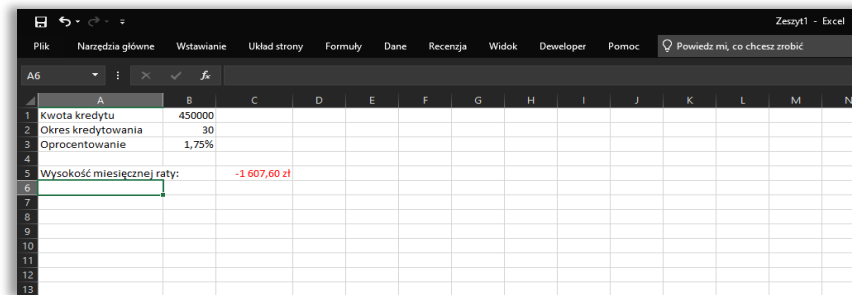 Zeszyt1 - Excel
Plik Narzędzia główne Wstawianie Układ strony Formuły Dane Recenzja Widok Deweloper Pomoc Powiedz mi, co chcesz zrobić
A6 fx
A B C D E F G H I J K L M N
1 Kwota kredytu 450000
2 Okres kredytowania 30
3 Oprocentowanie 1,75%
4
5 Wysokość miesięcznej raty: -1 607,60 zł
6
7
8
9
10
11
12
13